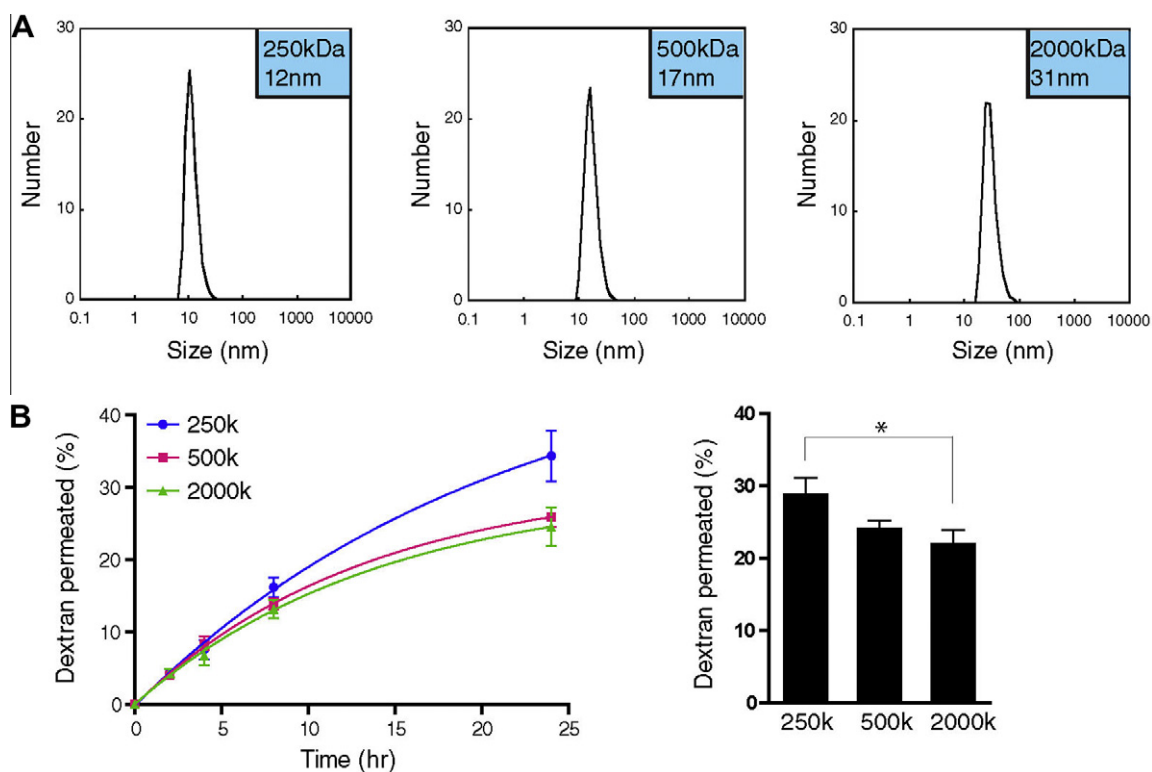 A
30
20
10
0
Number
250kDa
12nm
0.1 1 10 100 1000 10000
Size (nm)
30
20
10
0
Number
500kDa
17nm
0.1 1 10 100 1000 10000
Size (nm)
30
20
10
0
Number
2000kDa
31nm
0.1 1 10 100 1000 10000
Size (nm)
B
40
30
20
10
0
Dextran permeated (%)
250k
500k
2000k
0 5 10 15 20 25
Time (hr)
40
30
20
10
0
Dextran permeated (%)
*
250k 500k 2000k